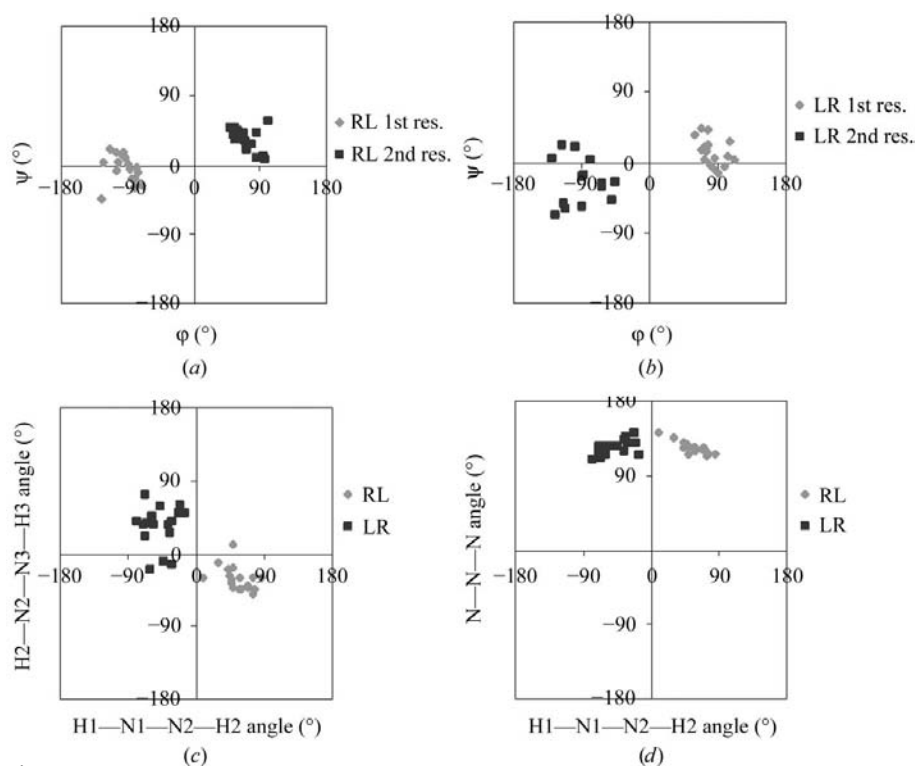 180
90
−180
−90
90
180
−90
−180
ψ (°)
φ (°)
RL 1st res.
RL 2nd res.
(a)
180
90
−180
−90
0
90
180
−90
−180
ψ (°)
φ (°)
LR 1st res.
LR 2nd res.
(b)
180
90
−180
−90
0
90
180
−90
−180
H2—N2—N3—H3 angle (°)
H1—N1—N2—H2 angle (°)
RL
LR
(c)
180
90
−180
−90
0
90
180
−90
−180
N—N—N angle (°)
H1—N1—N2—H2 angle (°)
RL
LR
(d)